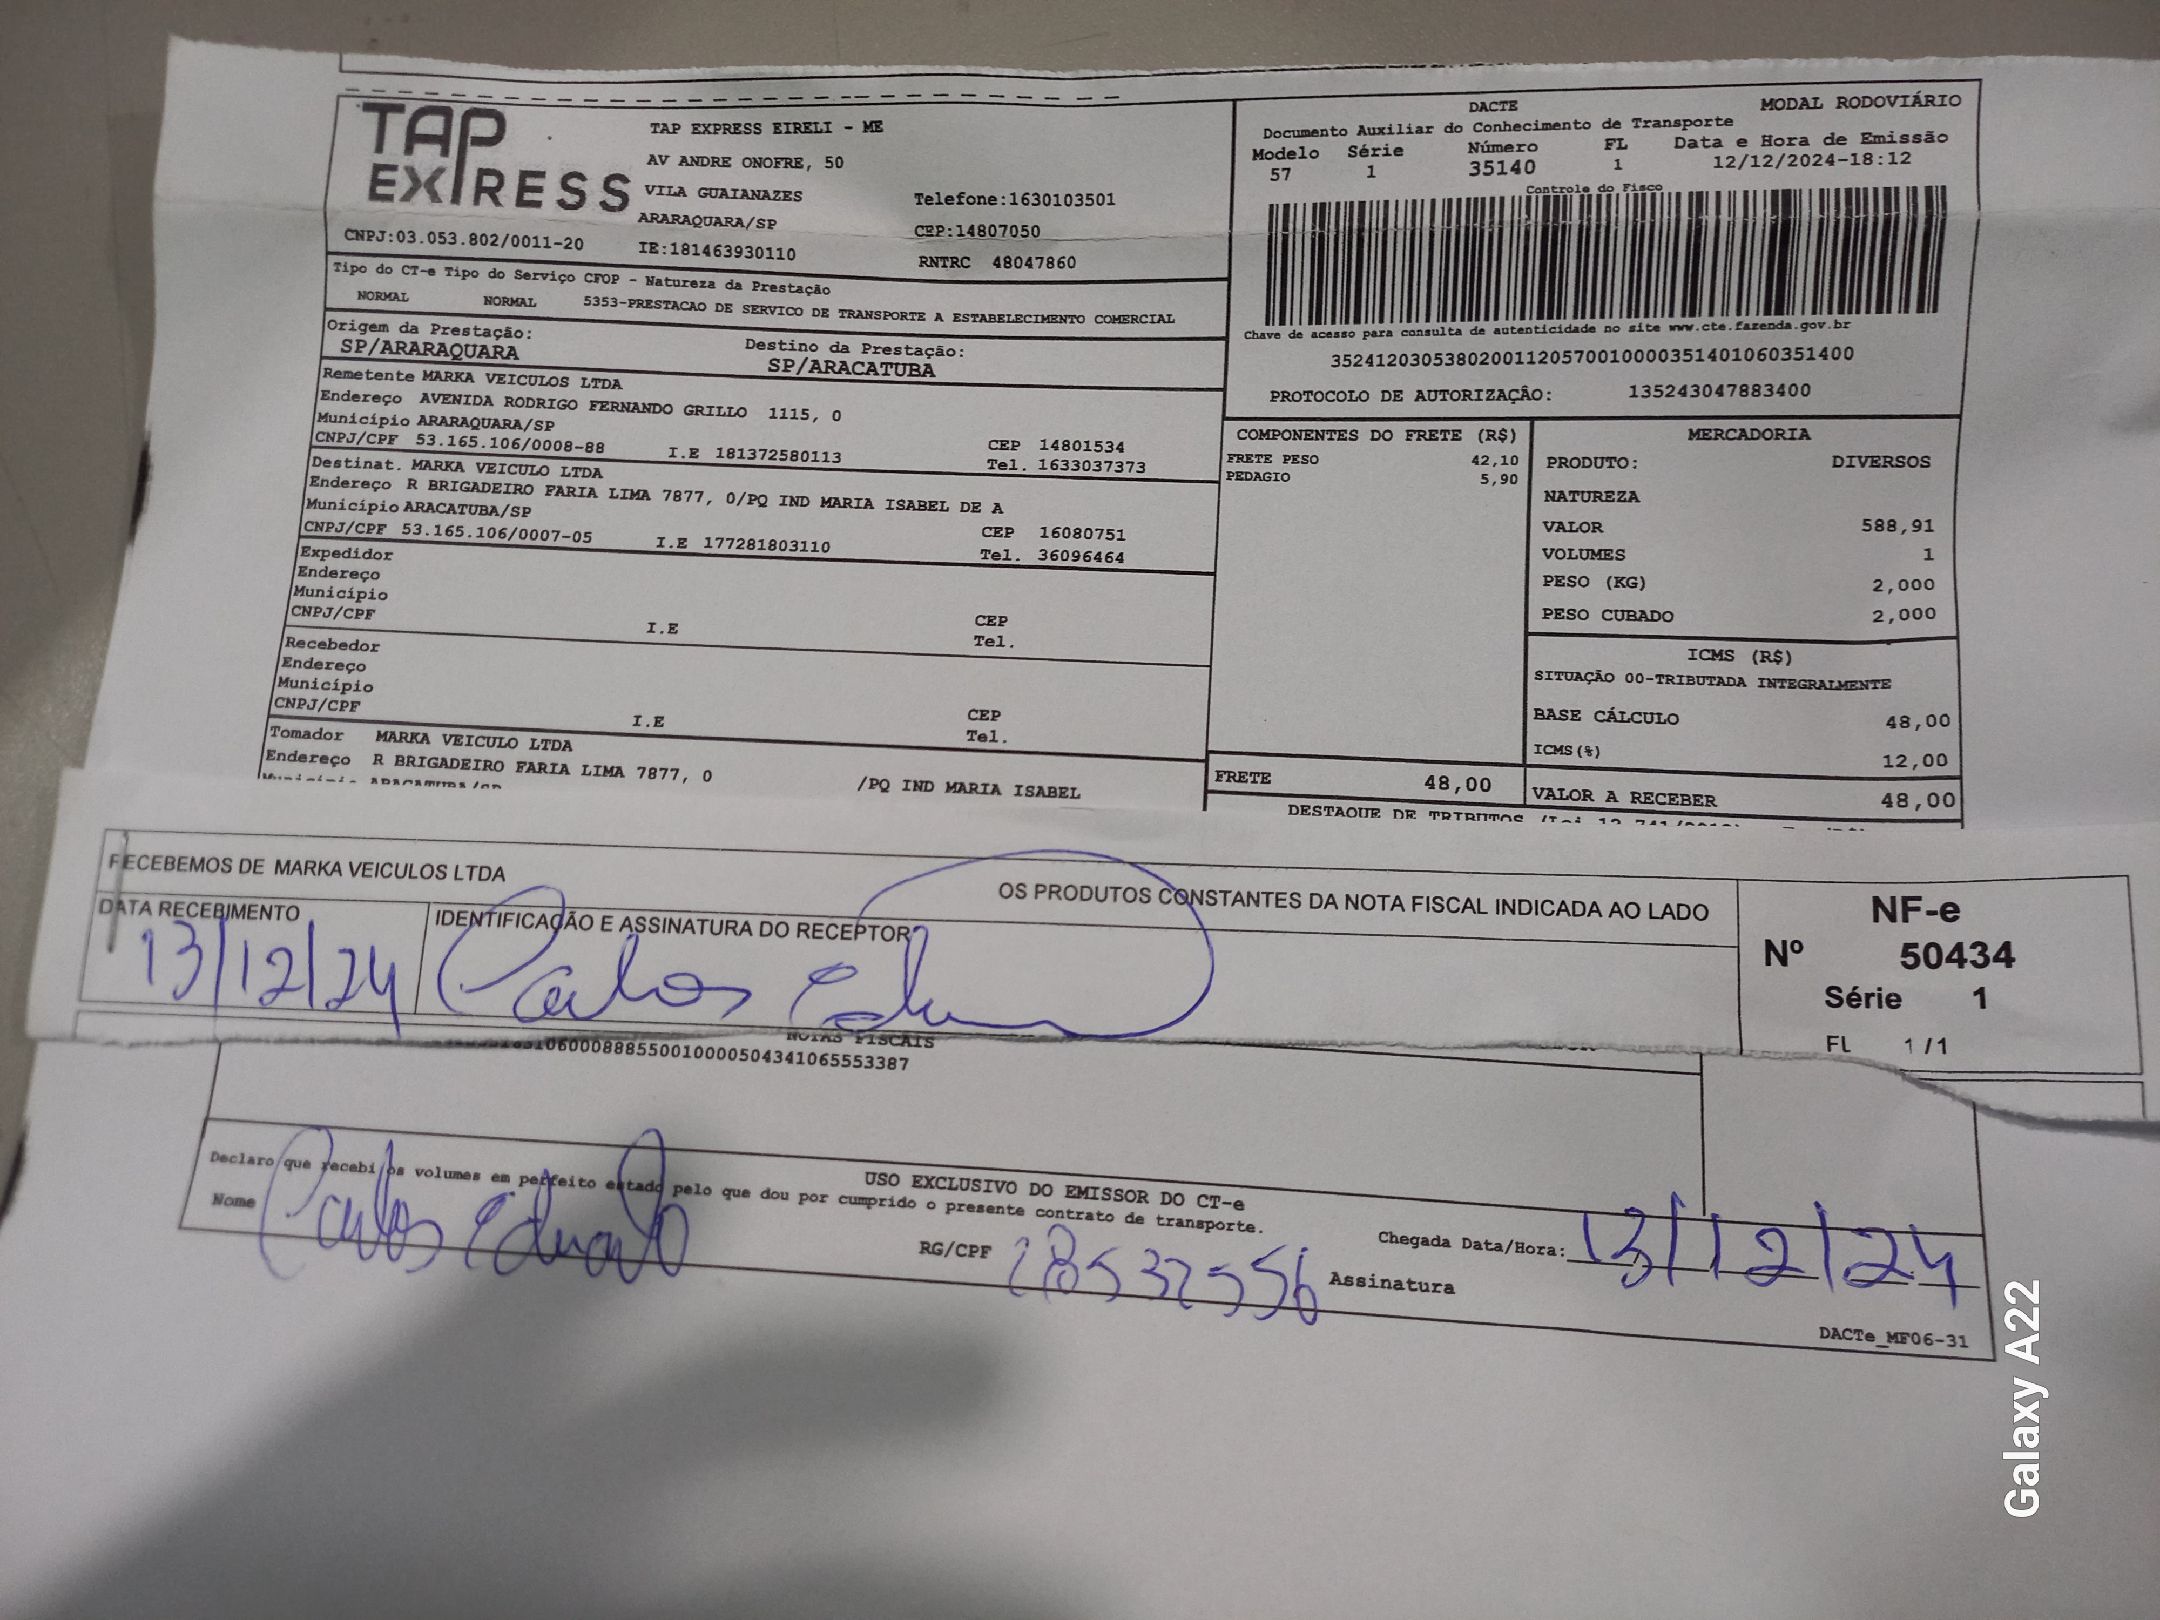 TAP EXPRESS
TAP EXPRESS EIRELI - ME
AV ANDRE ONOFRE, 50
VILA GUAIANAZES
Telefone:1630103501
ARARAQUARA/SP
CEP:14807050
CNPJ:03.053.802/0011-20
IE:181463930110
RNTRC 48047860
DACTE
MODAL RODOVIÁRIO
Documento Auxiliar do Conhecimento de Transporte
Modelo Série Número FL Data e Hora de Emissão
57 1 35140 1 12/12/2024-18:12
Controle do Fisco
Chave de acesso para consulta de autenticidade no site www.cte.fazenda.gov.br
35241203053802001120570010000351401060351400
PROTOCOLO DE AUTORIZAÇÂO: 135243047883400
Tipo do CT-e Tipo do Serviço CFOP - Natureza da Prestação
NORMAL NORMAL 5353-PRESTACAO DE SERVICO DE TRANSPORTE A ESTABELECIMENTO COMERCIAL
Origem da Prestação:
SP/ARARAQUARA
Destino da Prestação:
SP/ARACATUBA
Remetente MARKA VEICULOS LTDA
Endereço AVENIDA RODRIGO FERNANDO GRILLO 1115, 0
Município ARARAQUARA/SP
CEP 14801534
CNPJ/CPF 53.165.106/0008-88 I.E 181372580113 Tel. 1633037373
Destinat. MARKA VEICULO LTDA
Endereço R BRIGADEIRO FARIA LIMA 7877, 0/PQ IND MARIA ISABEL DE A
Município ARACATUBA/SP
CEP 16080751
CNPJ/CPF 53.165.106/0007-05 I.E 177281803110 Tel. 36096464
Expedidor
Endereço
Município
CEP
CNPJ/CPF I.E Tel.
Recebedor
Endereço
Município
CEP
CNPJ/CPF I.E Tel.
Tomador MARKA VEICULO LTDA
Endereço R BRIGADEIRO FARIA LIMA 7877, 0 /PQ IND MARIA ISABEL
Município ARACATUBA/SP
COMPONENTES DO FRETE (R$)
FRETE PESO 42,10
PEDAGIO 5,90
FRETE 48,00
MERCADORIA
PRODUTO: DIVERSOS
NATUREZA
VALOR 588,91
VOLUMES 1
PESO (KG) 2,000
PESO CUBADO 2,000
ICMS (R$)
SITUAÇÃO 00-TRIBUTADA INTEGRALMENTE
BASE CÁLCULO 48,00
ICMS(%) 12,00
VALOR A RECEBER 48,00
DESTAQUE DE TRIBUTOS
RECEBEMOS DE MARKA VEICULOS LTDA OS PRODUTOS CONSTANTES DA NOTA FISCAL INDICADA AO LADO
DATA RECEBIMENTO
13/12/24
IDENTIFICAÇÃO E ASSINATURA DO RECEPTOR
Carlos
NF-e
Nº 50434
Série 1
FL 1 /1
NOTAS FISCAIS
1060008885500100005043410655533​87
USO EXCLUSIVO DO EMISSOR DO CT-e
Declaro que recebi os volumes em perfeito estado pelo que dou por cumprido o presente contrato de transporte.
Nome Carlos Eduardo
RG/CPF
Assinatura
Chegada Data/Hora: 13/12/24
DACTe_MF06-31
Galaxy A22